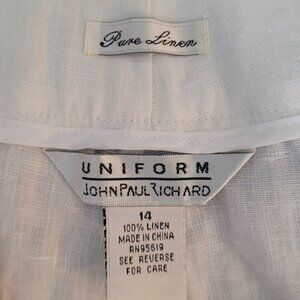 Pure Linen
UNIFORM
JOHN PAUL RICHARD
14
100% LINEN
MADE IN CHINA
RN95619
SEE REVERSE
FOR CARE